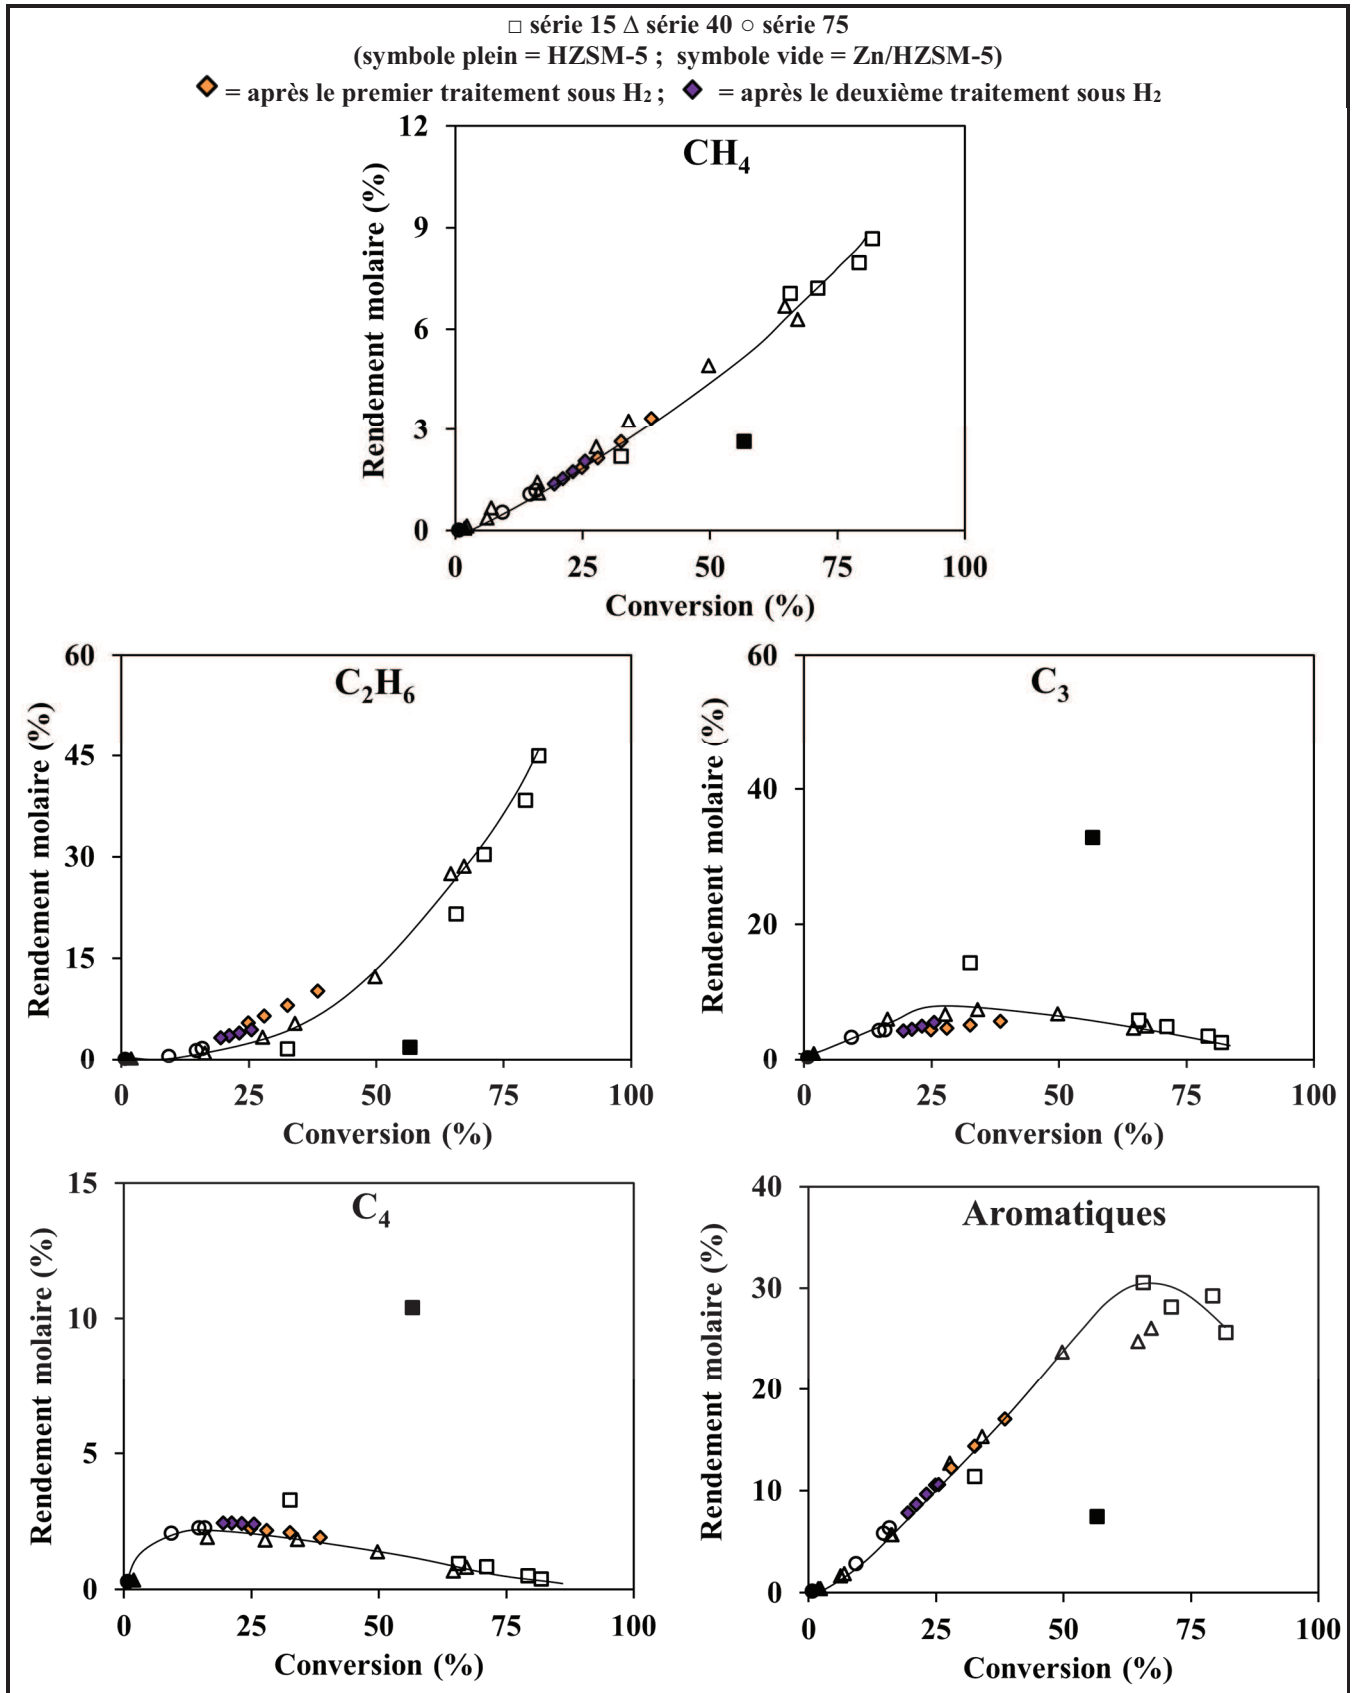 □ série 15 Δ série 40 ○ série 75
(symbole plein = HZSM-5 ; symbole vide = Zn/HZSM-5)
= après le premier traitement sous H₂ ; = après le deuxième traitement sous H₂
CH₄
Rendement molaire (%)
12
9
6
3
0
0 25 50 75 100
Conversion (%)
C₂H₆
Rendement molaire (%)
60
45
30
15
0
0 25 50 75 100
Conversion (%)
C₃
Rendement molaire (%)
60
40
20
0
0 25 50 75 100
Conversion (%)
C₄
Rendement molaire (%)
15
10
5
0
0 25 50 75 100
Conversion (%)
Aromatiques
Rendement molaire (%)
40
30
20
10
0
0 25 50 75 100
Conversion (%)